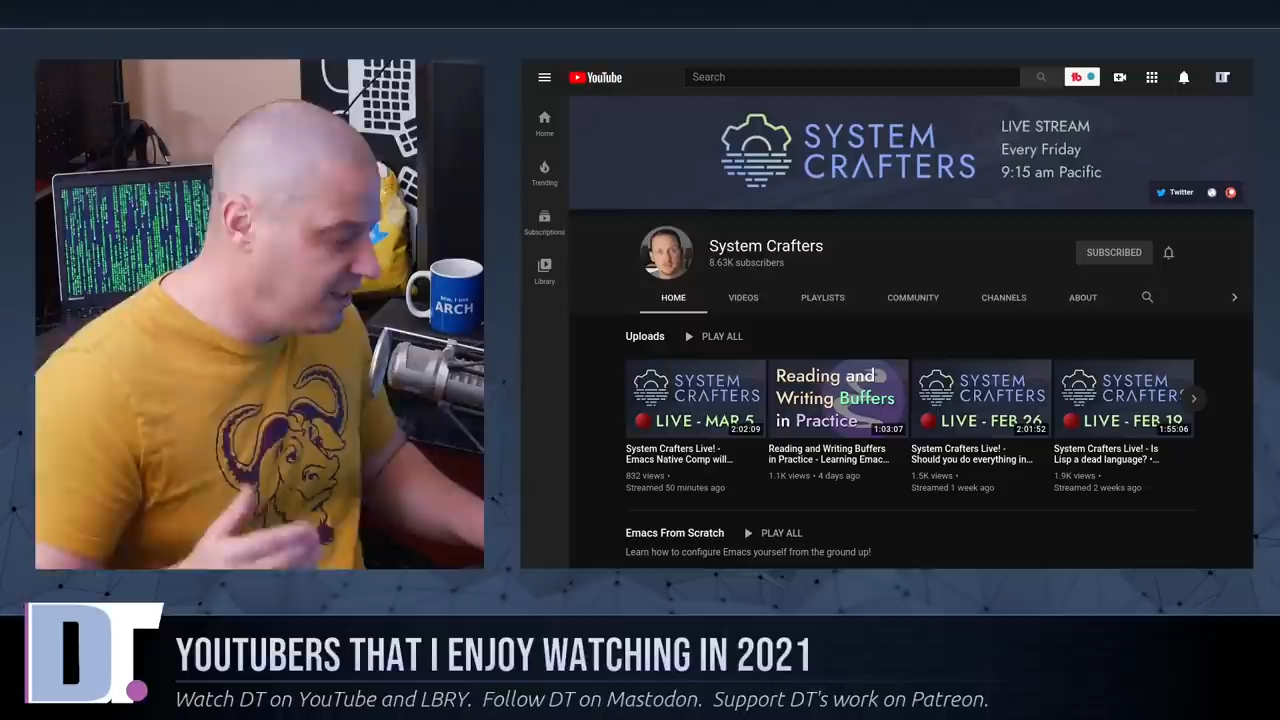 BTW, I USE
ARCH
YouTube
Search
Home
Trending
Subscriptions
Library
SYSTEM
CRAFTERS
LIVE STREAM
Every Friday
9:15 am Pacific
Twitter
System Crafters
8.63K subscribers
SUBSCRIBED
HOME
VIDEOS
PLAYLISTS
COMMUNITY
CHANNELS
ABOUT
Uploads
PLAY ALL
SYSTEM
CRAFTERS
LIVE - MAR 5
2:02:09
Reading and
Writing Buffers
in Practice
1:03:07
SYSTEM
CRAFTERS
LIVE - FEB 26
2:01:52
SYSTEM
CRAFTERS
LIVE - FEB 19
1:55:06
System Crafters Live! -
Emacs Native Comp will...
832 views •
Streamed 50 minutes ago
Reading and Writing Buffers
in Practice - Learning Emac...
1.1K views • 4 days ago
System Crafters Live! -
Should you do everything in...
1.5K views •
Streamed 1 week ago
System Crafters Live! - Is
Lisp a dead language? •...
1.9K views •
Streamed 2 weeks ago
Emacs From Scratch
PLAY ALL
Learn how to configure Emacs yourself from the ground up!
DT.
YOUTUBERS THAT I ENJOY WATCHING IN 2021
Watch DT on YouTube and LBRY. Follow DT on Mastodon. Support DT's work on Patreon.